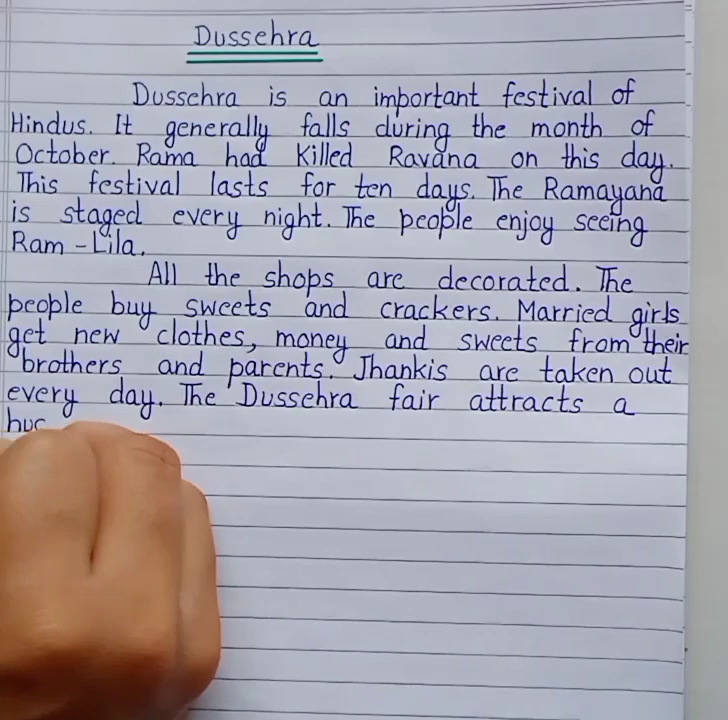 Dussehra
Dussehra is an important festival of
Hindus. It generally falls during the month of
October. Rama had Killed Ravana on this day.
This festival lasts for ten days. The Ramayana
is staged every night. The people enjoy seeing
Ram-Lila.
All the shops are decorated. The
people buy sweets and crackers. Married girls
get new clothes, money and sweets from their
brothers and parents. Jhankis are taken out
every day. The Dussehra fair attracts a